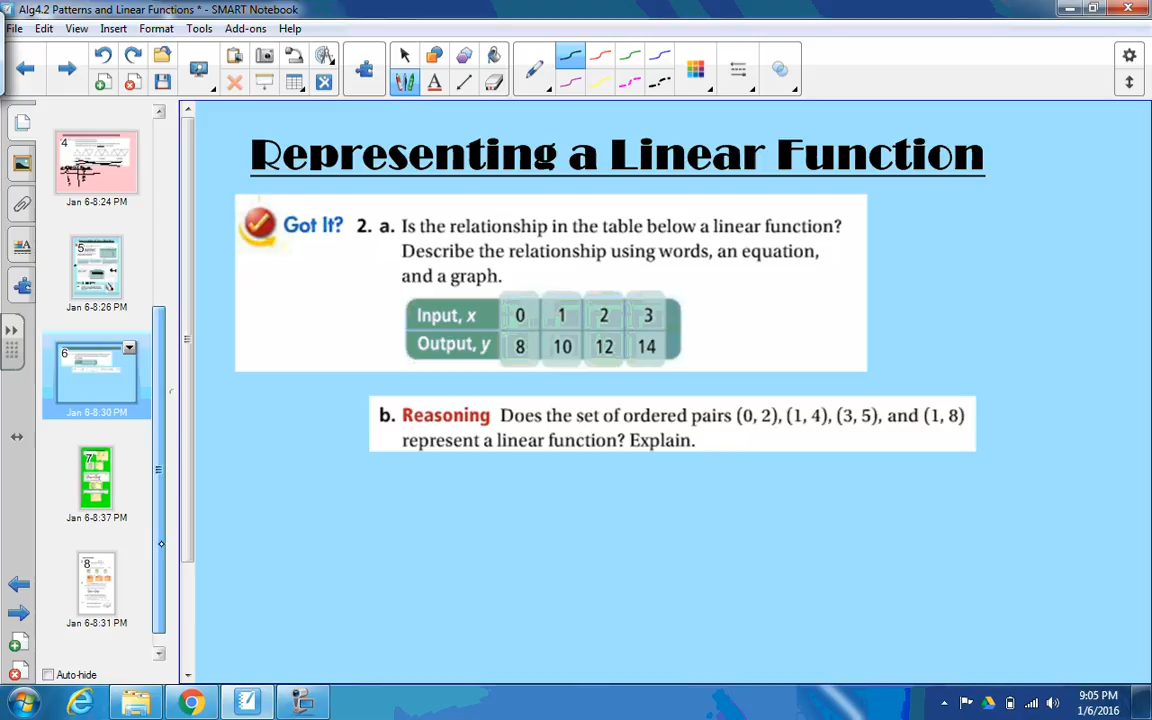 Alg4.2 Patterns and Linear Functions * - SMART Notebook
File Edit View Insert Format Tools Add-ons Help
Representing a Linear Function
Got It? 2. a. Is the relationship in the table below a linear function?
Describe the relationship using words, an equation,
and a graph.
Input, x 0 1 2 3
Output, y 8 10 12 14
b. Reasoning Does the set of ordered pairs (0, 2), (1, 4), (3, 5), and (1, 8)
represent a linear function? Explain.
4
Jan 6-8:24 PM
5
Jan 6-8:26 PM
6
Jan 6-8:30 PM
7
Jan 6-8:37 PM
8
Jan 6-8:31 PM
Auto-hide
9:05 PM
1/6/2016